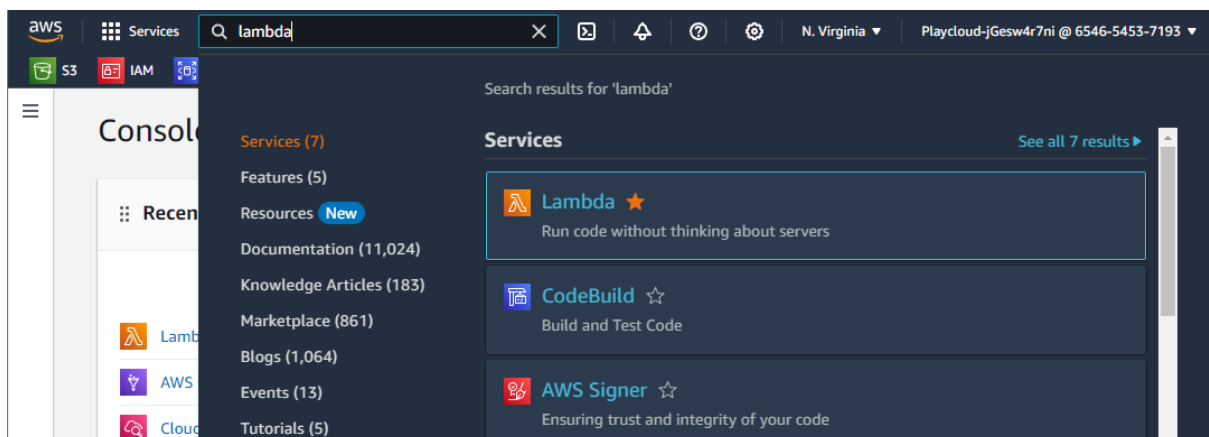 aws
Services
lambda
N. Virginia ▼
Playcloud-jGesw4r7ni @ 6546-5453-7193 ▼
S3
IAM
Search results for 'lambda'
Consol
Recen
Lamb
AWS
Clouc
Services (7)
Features (5)
Resources New
Documentation (11,024)
Knowledge Articles (183)
Marketplace (861)
Blogs (1,064)
Events (13)
Tutorials (5)
Services
See all 7 results ▶
Lambda
Run code without thinking about servers
CodeBuild
Build and Test Code
AWS Signer
Ensuring trust and integrity of your code